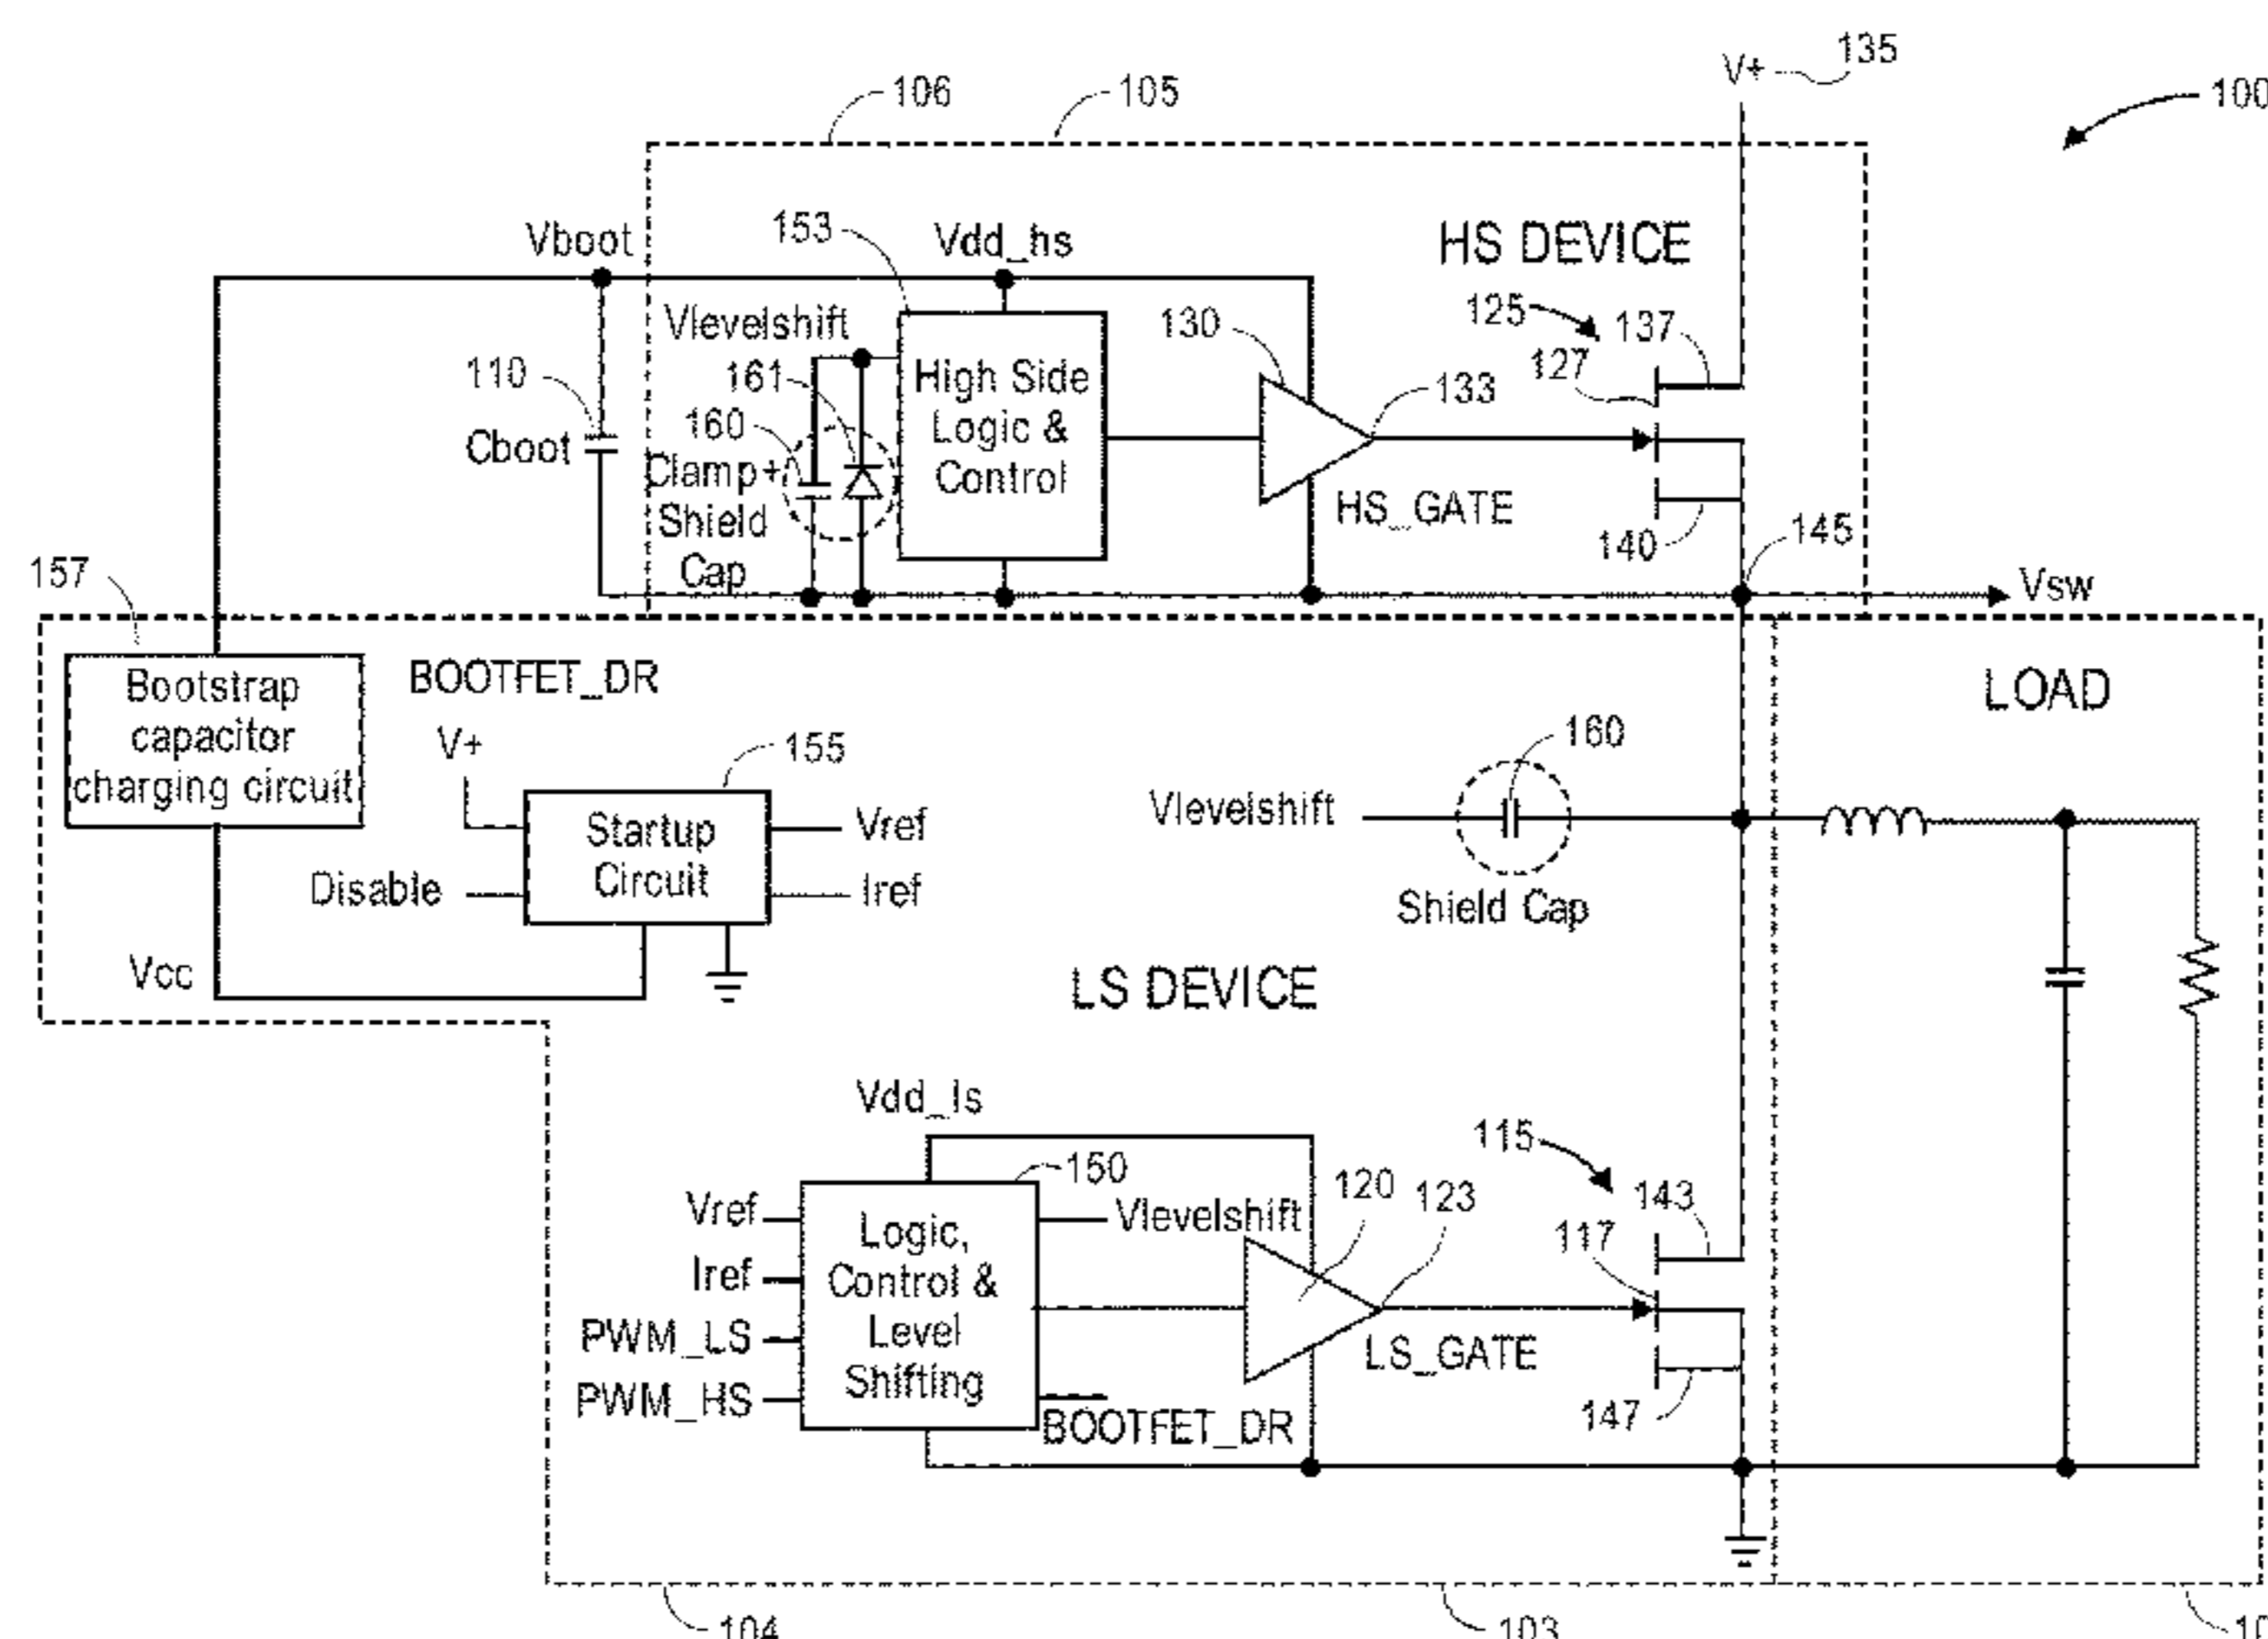 V+ 135
100
106
105
153
Vboot
Vdd_hs
HS DEVICE
Vlevelshift
130
125
137
127
110
161
160
133
Cboot
Clamp+
Shield
Cap
High Side
Logic &
Control
HS_GATE
140
145
Vsw
157
Bootstrap
capacitor
charging circuit
BOOTFET_DR
V+
155
Startup
Circuit
Vref
Iref
Disable
Vcc
LOAD
160
Vlevelshift
Shield Cap
LS DEVICE
Vdd_ls
150
115
143
120
123
117
Vref
Iref
PWM_LS
PWM_HS
Logic,
Control &
Level
Shifting
Vlevelshift
BOOTFET_DR
LS_GATE
147
104
103